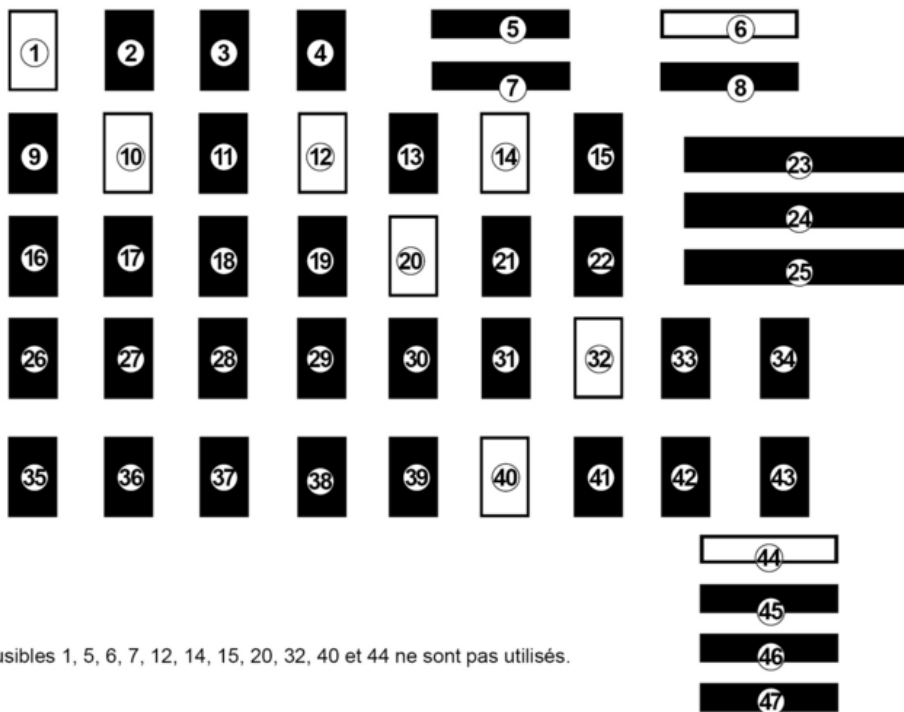 1 2 3 4 5 6
7 8
9 10 11 12 13 14 15 23
24
16 17 18 19 20 21 22 25
26 27 28 29 30 31 32 33 34
35 36 37 38 39 40 41 42 43
44
45
usibles 1, 5, 6, 7, 12, 14, 15, 20, 32, 40 et 44 ne sont pas utilisés. 46
47